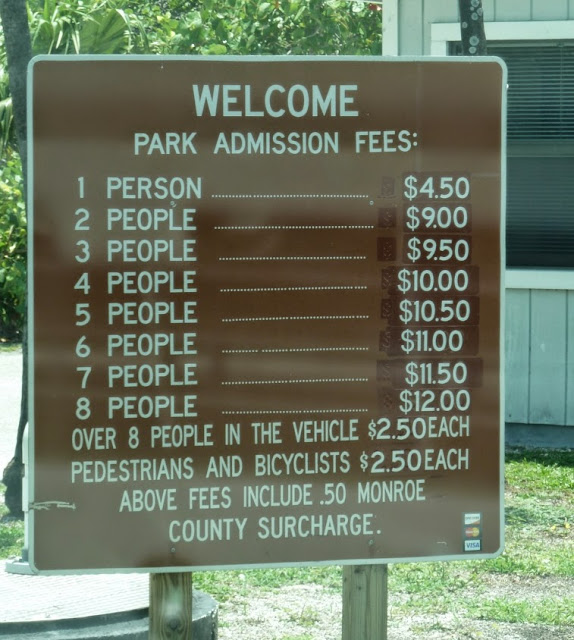 WELCOME
PARK ADMISSION FEES:
1 PERSON ........................................ $4.50
2 PEOPLE ........................................ $9.00
3 PEOPLE ........................................ $9.50
4 PEOPLE ........................................ $10.00
5 PEOPLE ........................................ $10.50
6 PEOPLE ........................................ $11.00
7 PEOPLE ........................................ $11.50
8 PEOPLE ........................................ $12.00
OVER 8 PEOPLE IN THE VEHICLE $2.50 EACH
PEDESTRIANS AND BICYCLISTS $2.50 EACH
ABOVE FEES INCLUDE .50 MONROE
COUNTY SURCHARGE.
VISA